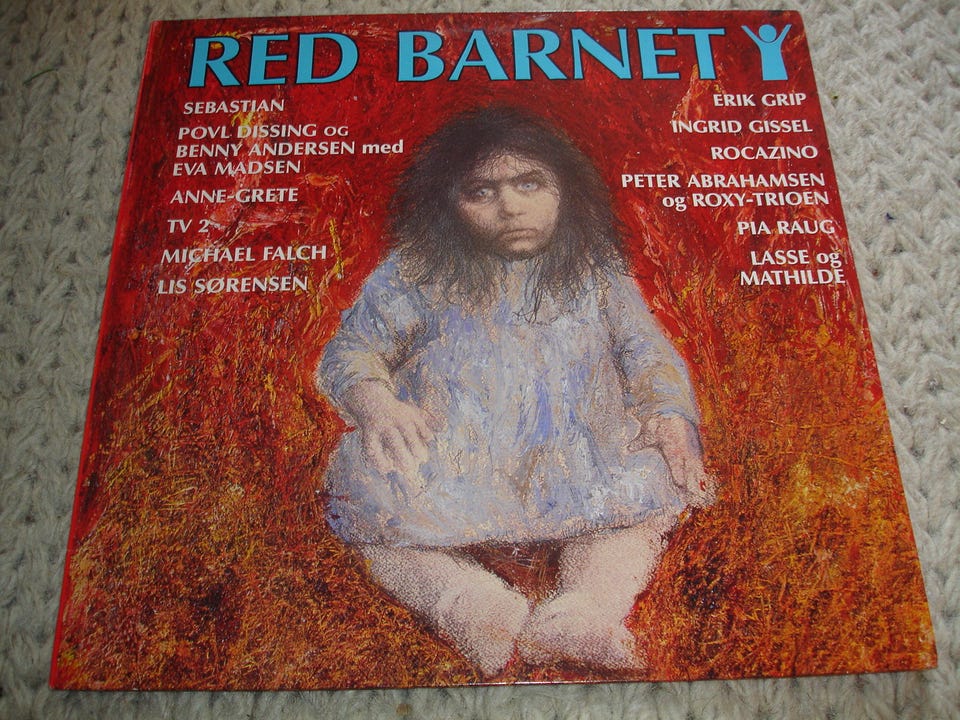 RED BARNET
SEBASTIAN
POVL DISSING OG
BENNY ANDERSEN med
EVA MADSEN
ANNE-GRETE
TV 2
MICHAEL FALCH
LIS SØRENSEN
ERIK GRIP
INGRID GISSEL
ROCAZINO
PETER ABRAHAMSEN
og ROXY-TRIOEN
PIA RAUG
LASSE og
MATHILDE